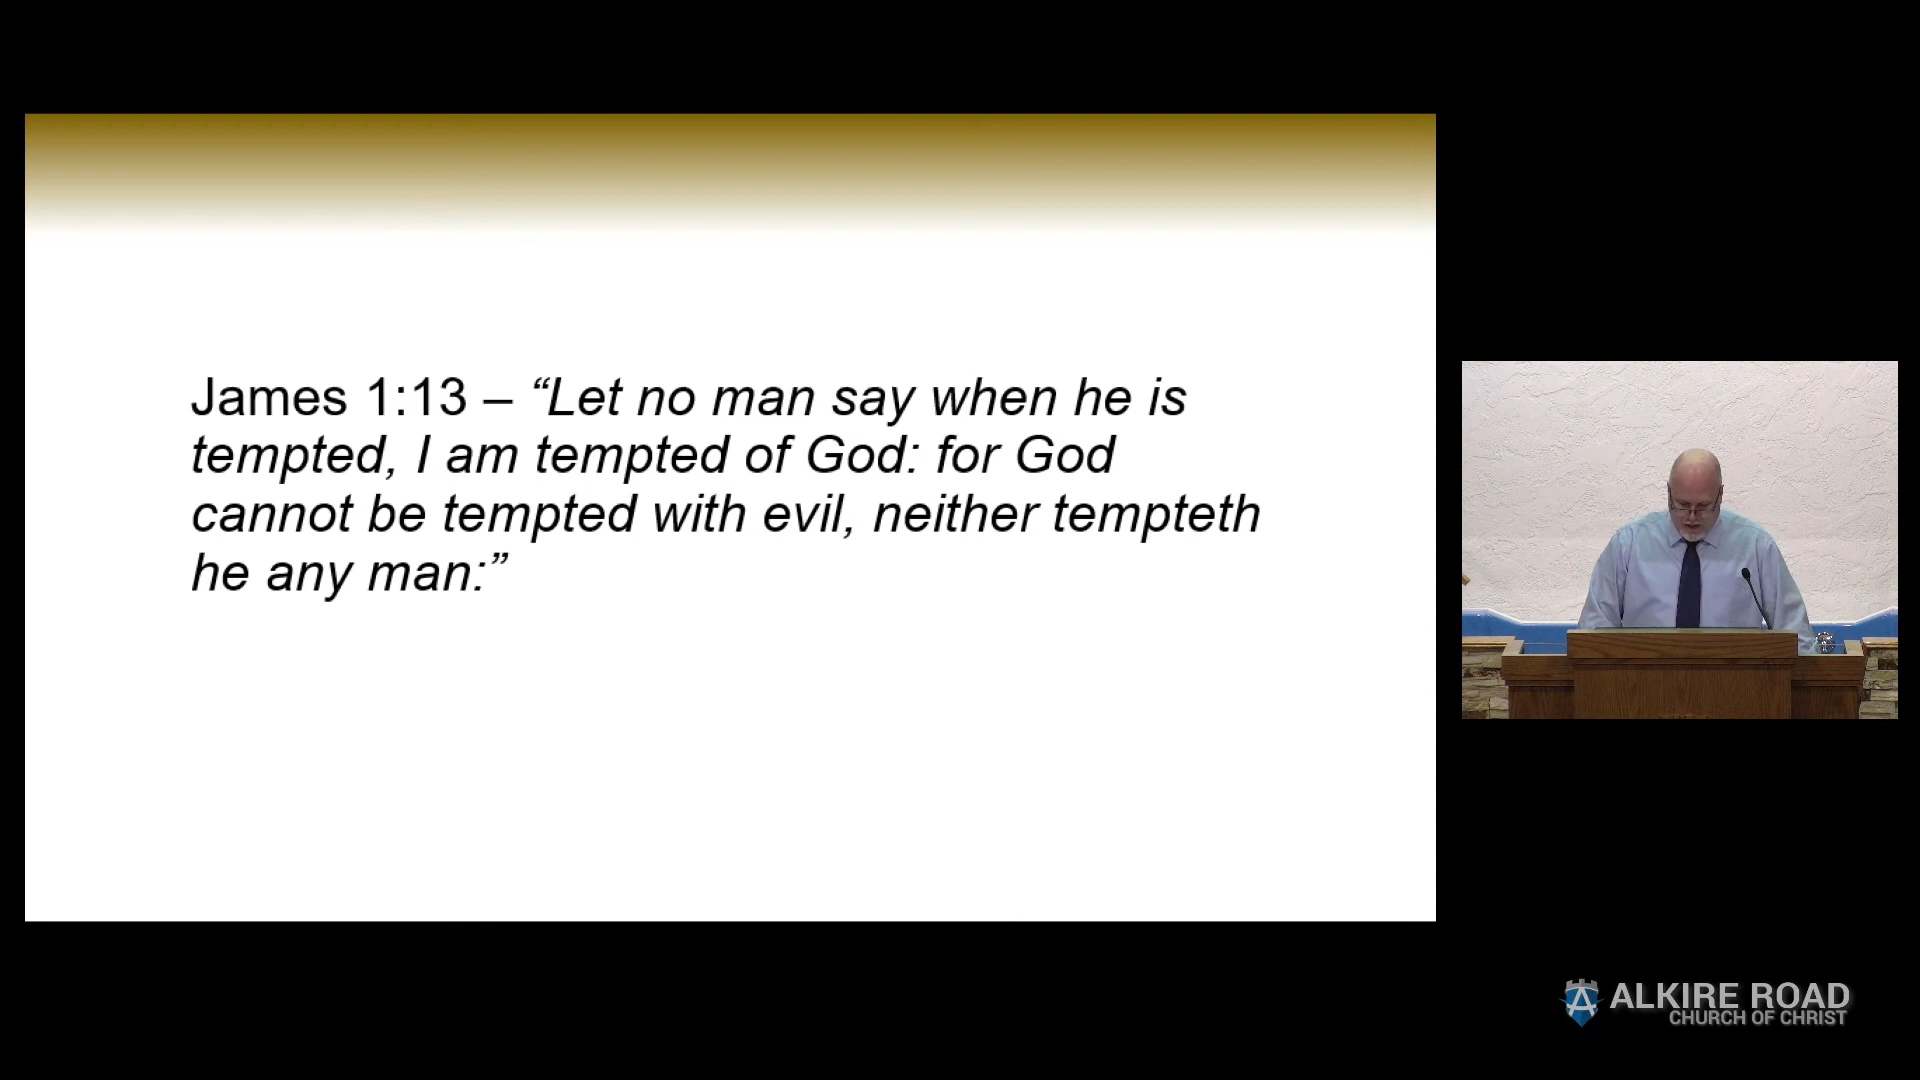 James 1:13 – “Let no man say when he is
tempted, I am tempted of God: for God
cannot be tempted with evil, neither tempteth
he any man:”
ALKIRE ROAD
CHURCH OF CHRIST